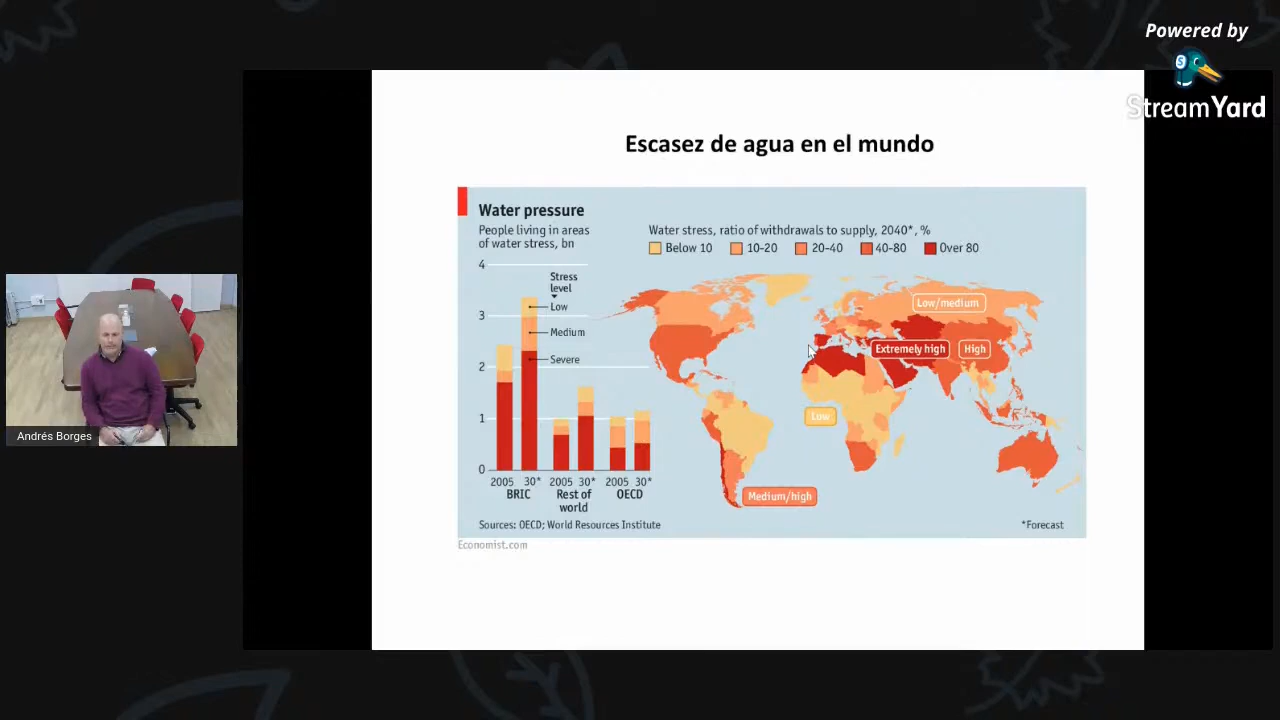 Powered by
StreamYard
Escasez de agua en el mundo
Water pressure
People living in areas
of water stress, bn
4
3
2
1
0
Stress
level
Low
Medium
Severe
2005 30* 2005 30* 2005 30*
BRIC Rest of OECD
world
Sources: OECD; World Resources Institute
Water stress, ratio of withdrawals to supply, 2040*, %
Below 10 10-20 20-40 40-80 Over 80
Low/medium
Extremely high High
Low
Medium/high
*Forecast
Economist.com
Andrés Borges